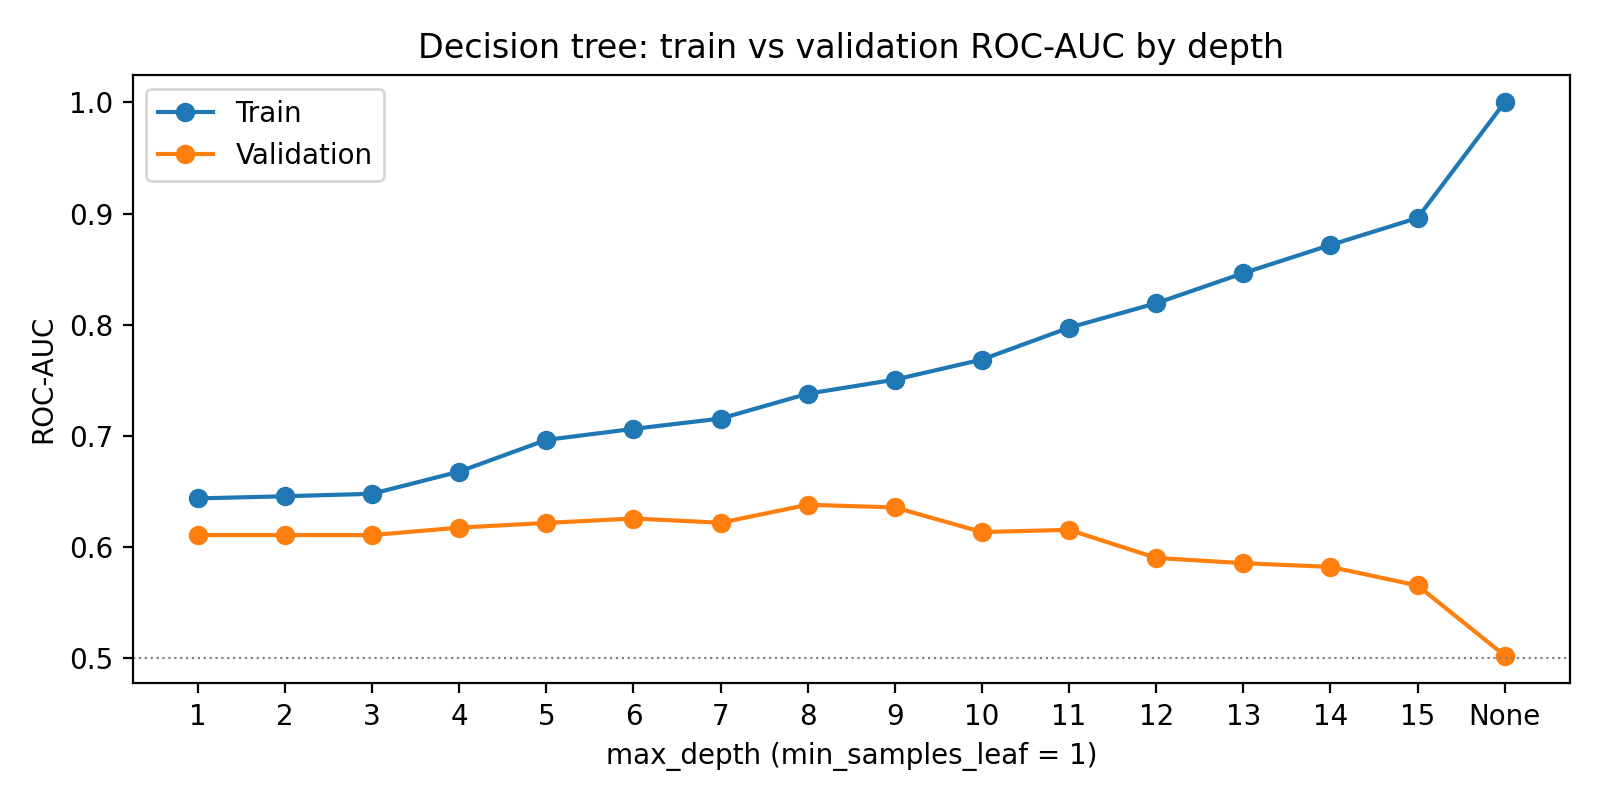 Decision tree: train vs validation ROC-AUC by depth
Train
Validation
1.0
0.9
0.8
0.7
0.6
0.5
ROC-AUC
1 2 3 4 5 6 7 8 9 10 11 12 13 14 15 None
max_depth (min_samples_leaf = 1)